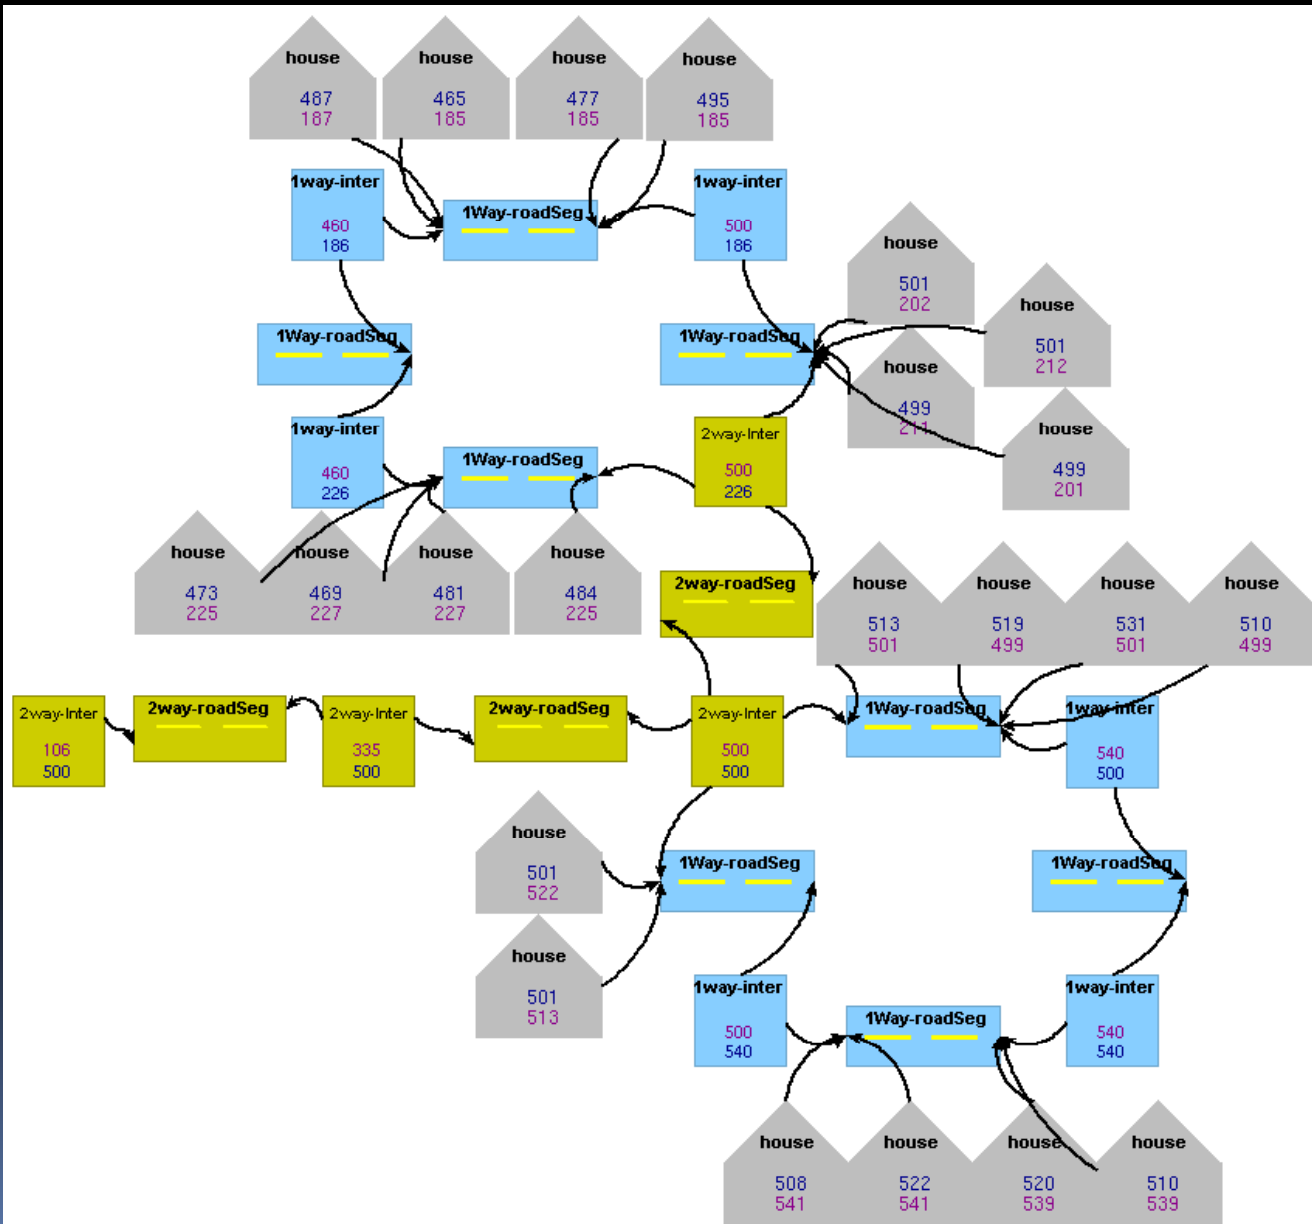 house
487
187
house
465
185
house
477
185
house
495
185
1way-inter
460
186
1Way-roadSeg
1way-inter
500
186
house
501
202
house
501
212
1Way-roadSeg
1Way-roadSeg
house
499
211
house
499
201
1way-inter
460
226
1Way-roadSeg
2way-Inter
500
226
house
473
225
house
469
227
house
481
227
house
484
225
2way-roadSeg
house
513
501
house
519
499
house
531
501
house
510
499
2way-Inter
106
500
2way-roadSeg
2way-Inter
335
500
2way-roadSeg
2way-Inter
500
500
1Way-roadSeg
1way-inter
540
500
house
501
522
1Way-roadSeg
1Way-roadSeg
house
501
513
1way-inter
500
540
1Way-roadSeg
1way-inter
540
540
house
508
541
house
522
541
house
520
539
house
510
539